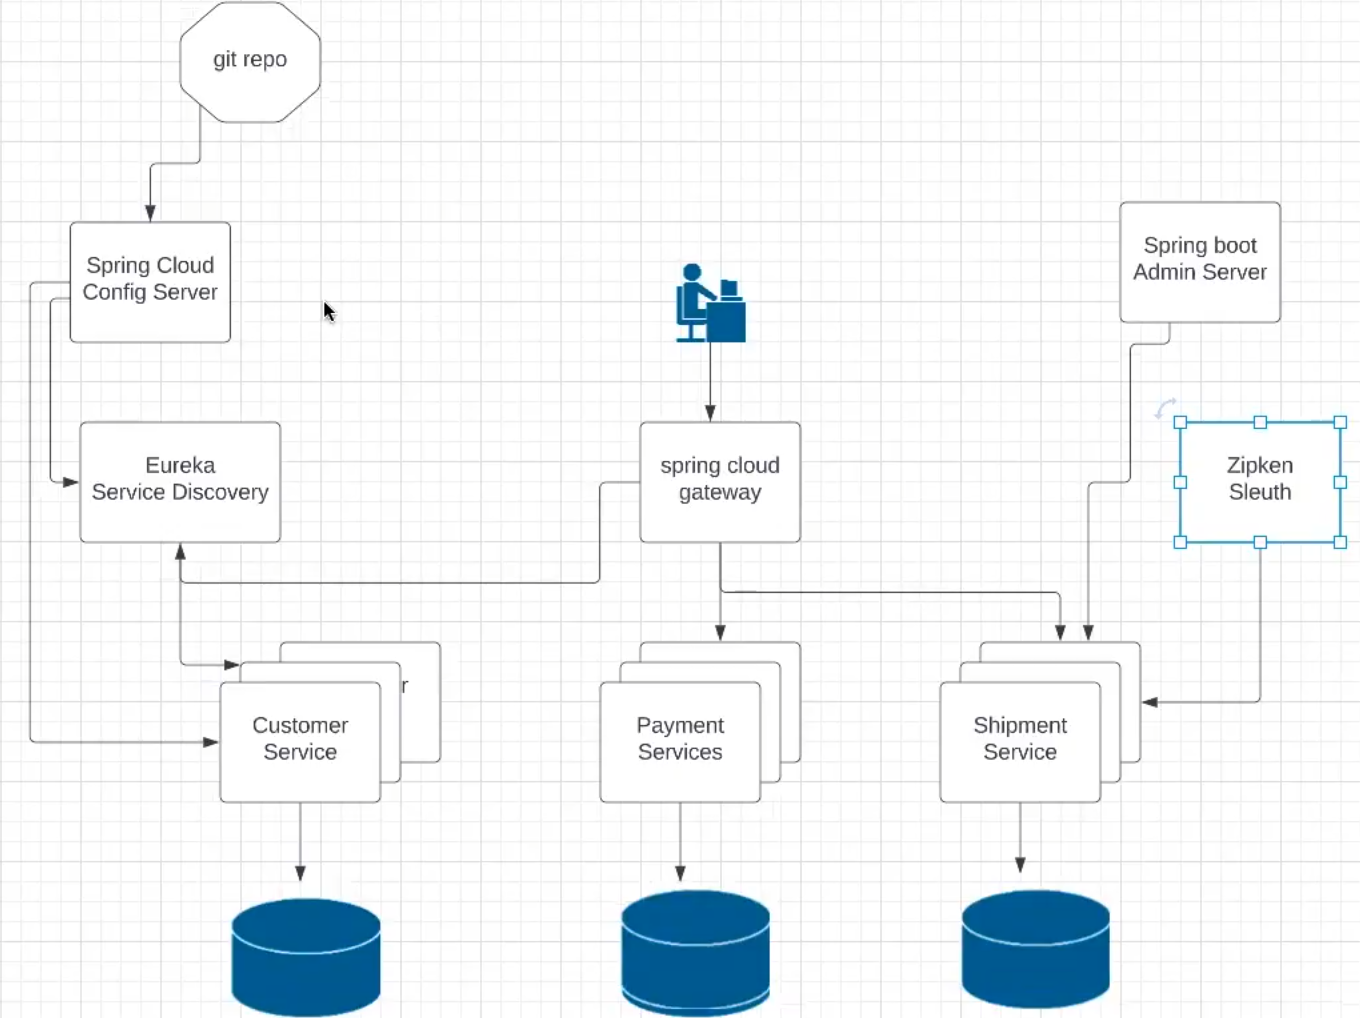 git repo
Spring Cloud
Config Server
Spring boot
Admin Server
Eureka
Service Discovery
spring cloud
gateway
Zipken
Sleuth
r
Customer
Service
Payment
Services
Shipment
Service